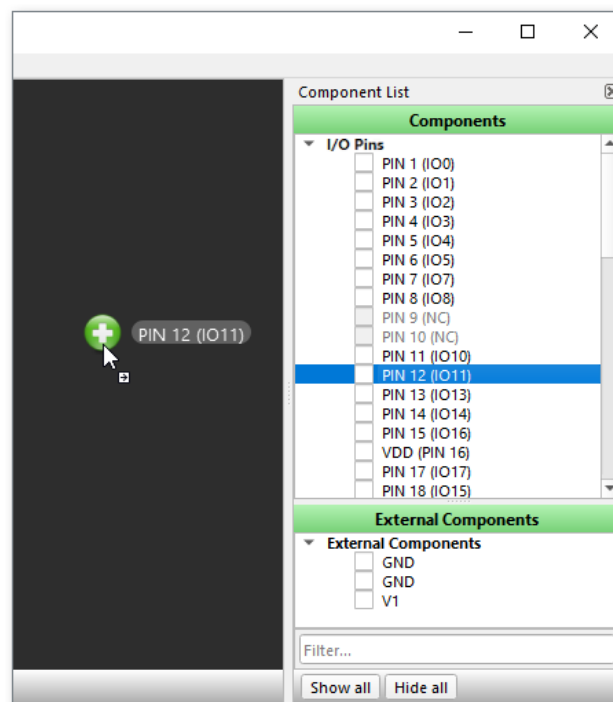 Component List
Components
I/O Pins
PIN 1 (IO0)
PIN 2 (IO1)
PIN 3 (IO2)
PIN 4 (IO3)
PIN 5 (IO4)
PIN 6 (IO5)
PIN 7 (IO7)
PIN 8 (IO8)
PIN 9 (NC)
PIN 10 (NC)
PIN 11 (IO10)
PIN 12 (IO11)
PIN 13 (IO13)
PIN 14 (IO14)
PIN 15 (IO16)
VDD (PIN 16)
PIN 17 (IO17)
PIN 18 (IO15)
PIN 12 (IO11)
External Components
External Components
GND
GND
V1
Filter...
Show all
Hide all